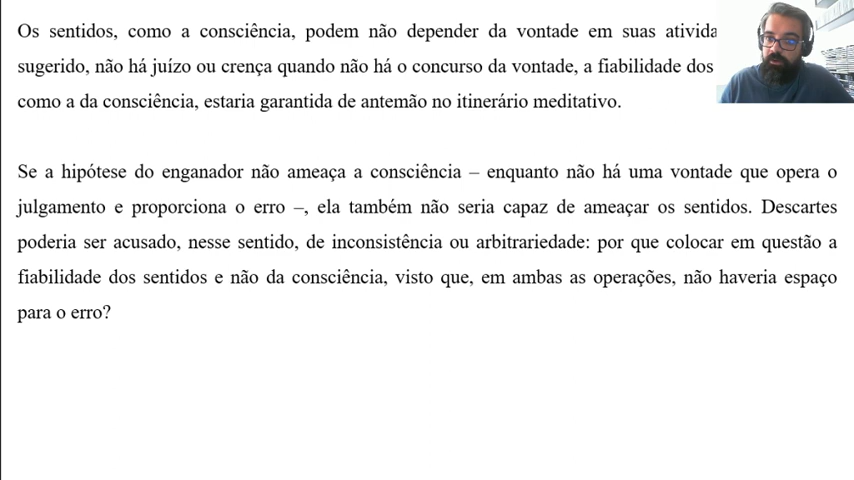 Os sentidos, como a consciência, podem não depender da vontade em suas
sugerido, não há juízo ou crença quando não há o concurso da vontade, a fiabilidade dos
como a da consciência, estaria garantida de antemão no itinerário meditativo.
Se a hipótese do enganador não ameaça a consciência – enquanto não há uma vontade que opera o
julgamento e proporciona o erro –, ela também não seria capaz de ameaçar os sentidos. Descartes
poderia ser acusado, nesse sentido, de inconsistência ou arbitrariedade: por que colocar em questão a
fiabilidade dos sentidos e não da consciência, visto que, em ambas as operações, não haveria espaço
para o erro?